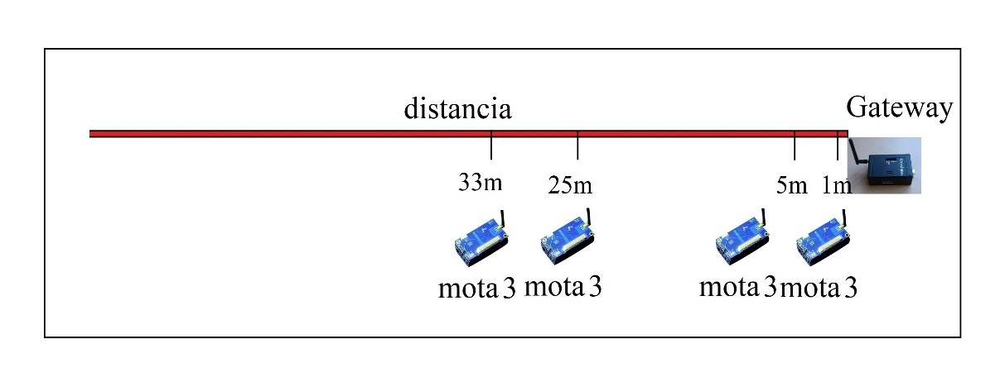 distancia
Gateway
33m 25m 5m 1m
mota 3 mota 3 mota 3 mota 3